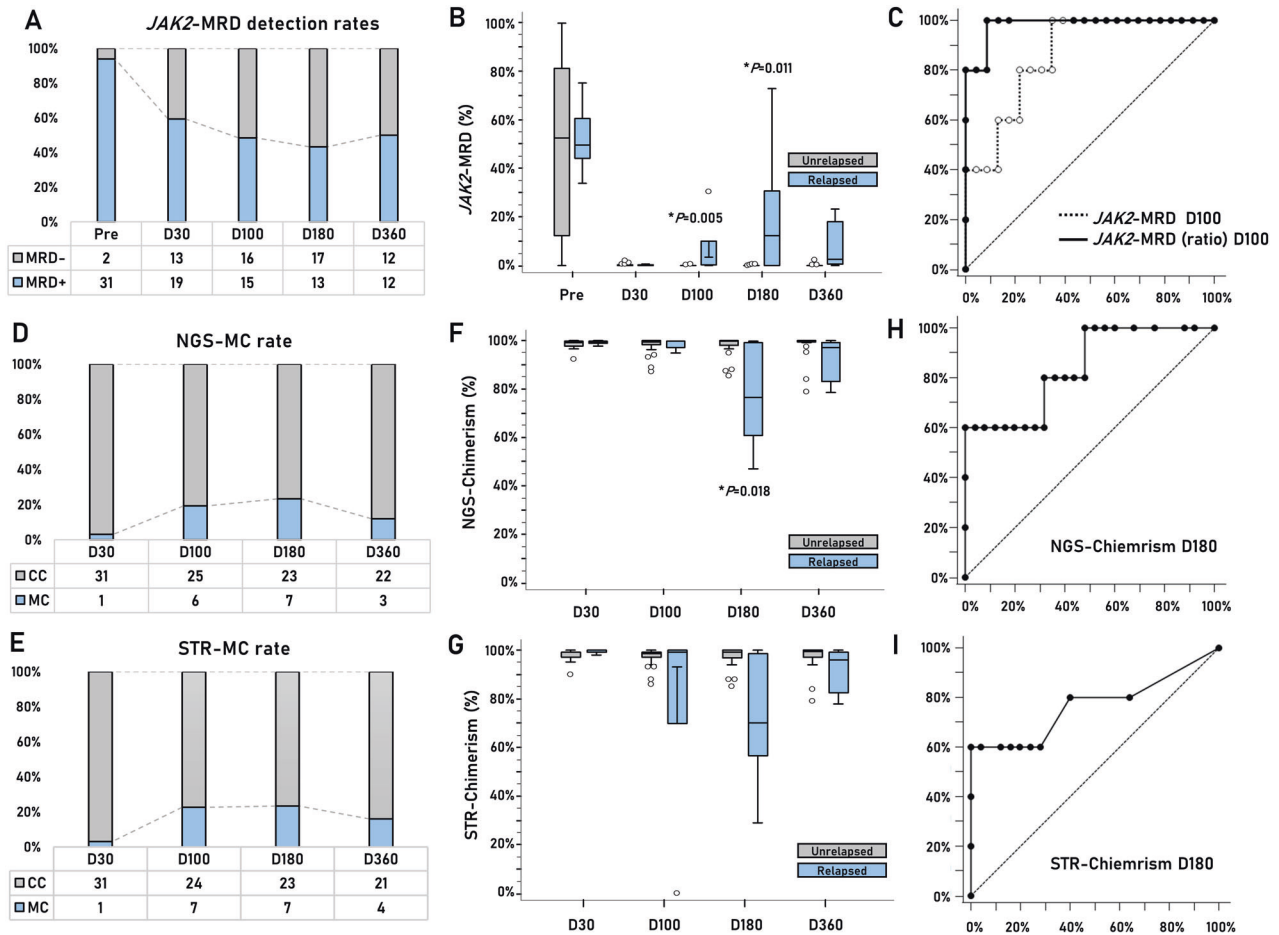 A
JAK2-MRD detection rates
100%
80%
60%
40%
20%
0%
Pre D30 D100 D180 D360
MRD- 2 13 16 17 12
MRD+ 31 19 15 13 12
B
JAK2-MRD (%)
100%
80%
60%
40%
20%
0%
*P=0.005
*P=0.011
Unrelapsed
Relapsed
Pre D30 D100 D180 D360
C
100%
80%
60%
40%
20%
0%
JAK2-MRD D100
JAK2-MRD (ratio) D100
0% 20% 40% 60% 80% 100%
D
NGS-MC rate
100%
80%
60%
40%
20%
0%
D30 D100 D180 D360
CC 31 25 23 22
MC 1 6 7 3
F
NGS-Chimerism (%)
100%
80%
60%
40%
20%
0%
*P=0.018
Unrelapsed
Relapsed
D30 D100 D180 D360
H
100%
80%
60%
40%
20%
0%
NGS-Chiemrism D180
0% 20% 40% 60% 80% 100%
E
STR-MC rate
100%
80%
60%
40%
20%
0%
D30 D100 D180 D360
CC 31 24 23 21
MC 1 7 7 4
G
STR-Chimerism (%)
100%
80%
60%
40%
20%
0%
Unrelapsed
Relapsed
D30 D100 D180 D360
I
100%
80%
60%
40%
20%
0%
STR-Chiemrism D180
0% 20% 40% 60% 80% 100%